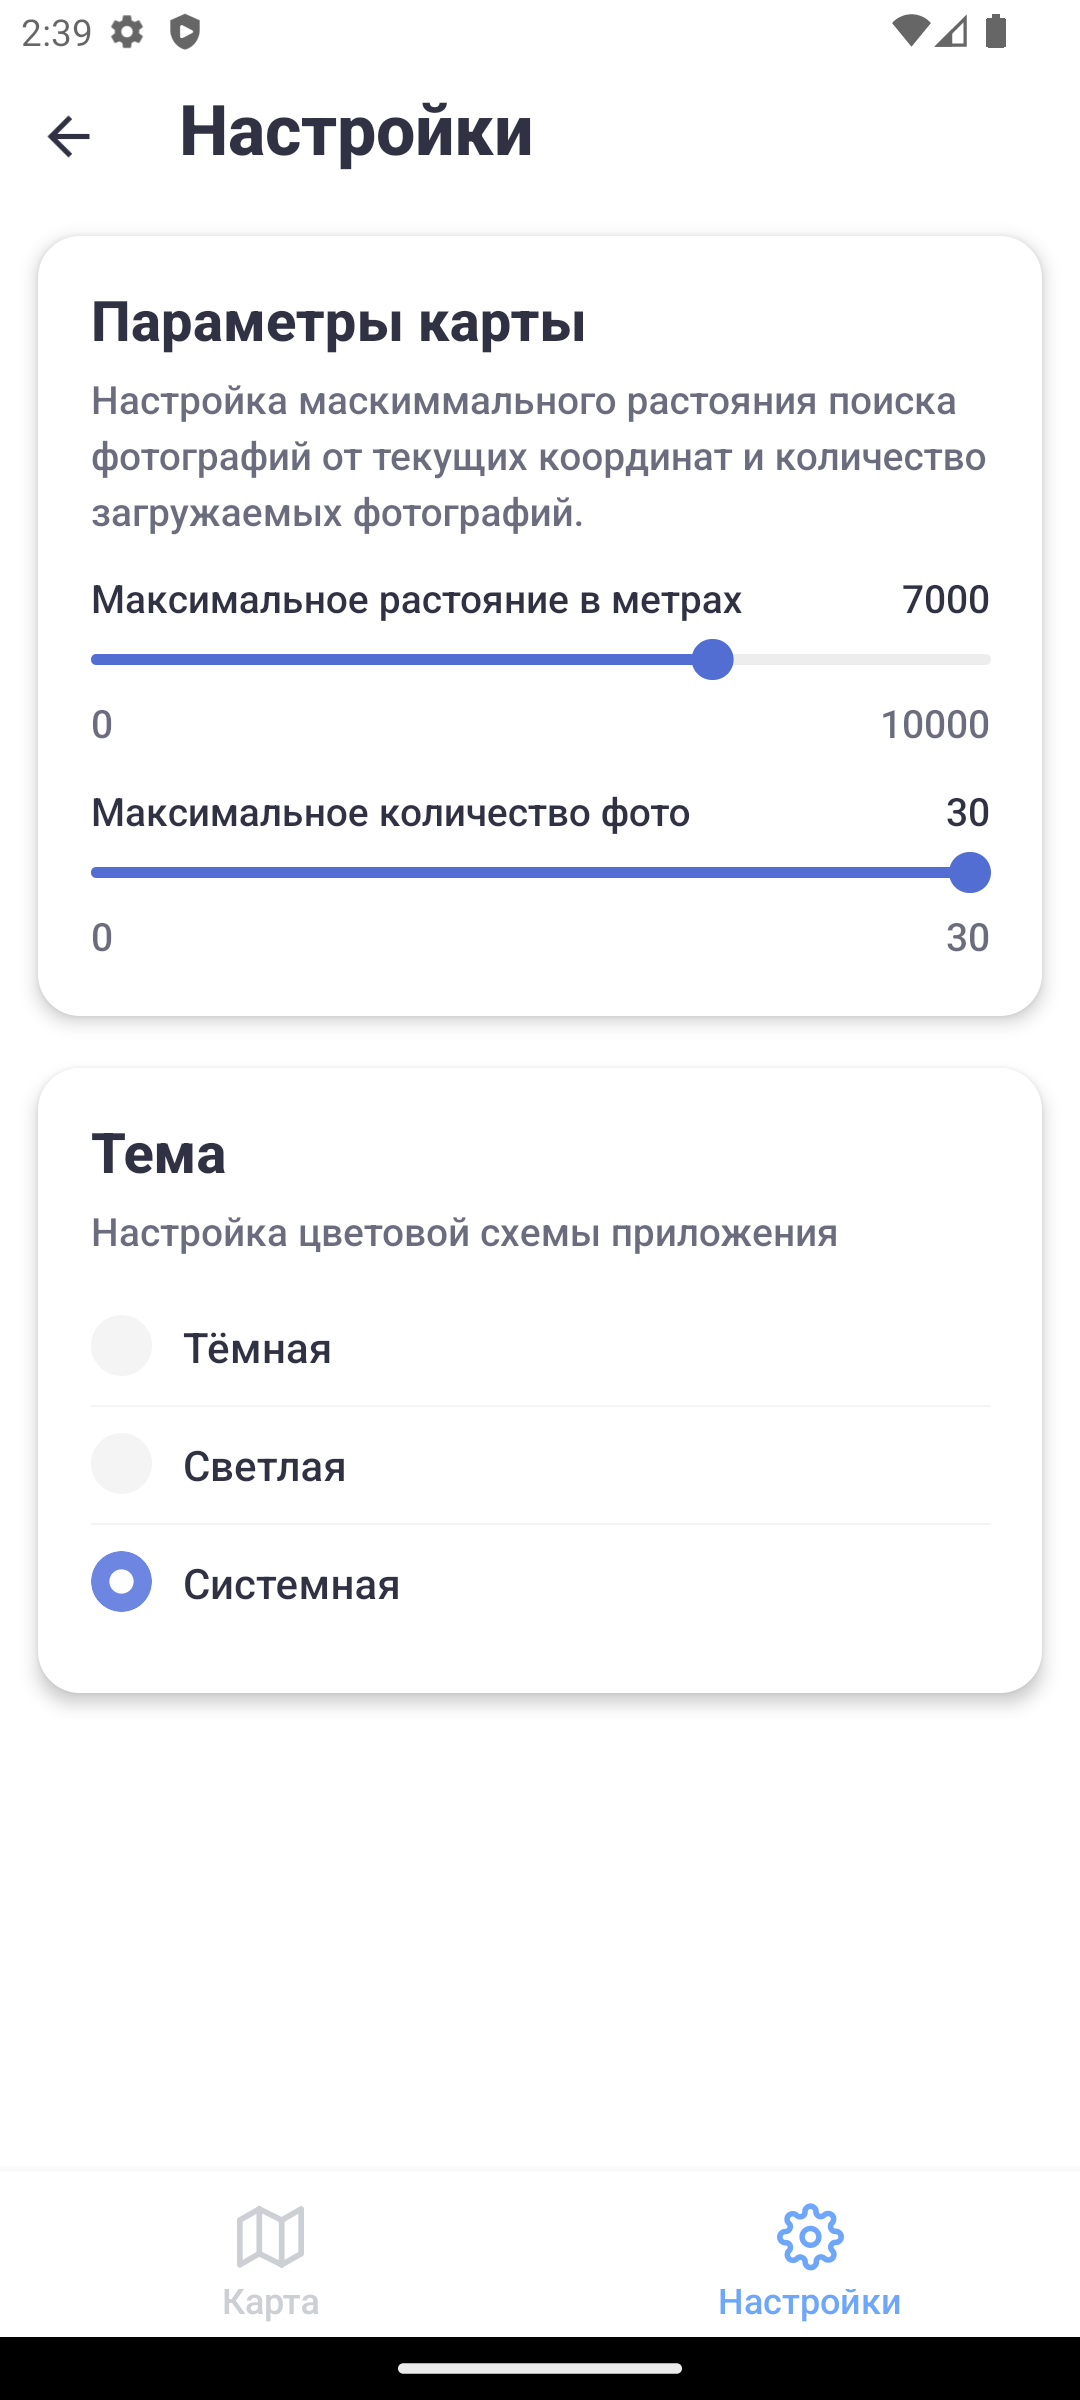 2:39
Настройки
Параметры карты
Настройка маскиммального растояния поиска
фотографий от текущих координат и количество
загружаемых фотографий.
Максимальное растояние в метрах 7000
0 10000
Максимальное количество фото 30
0 30
Тема
Настройка цветовой схемы приложения
Тёмная
Светлая
Системная
Карта Настройки